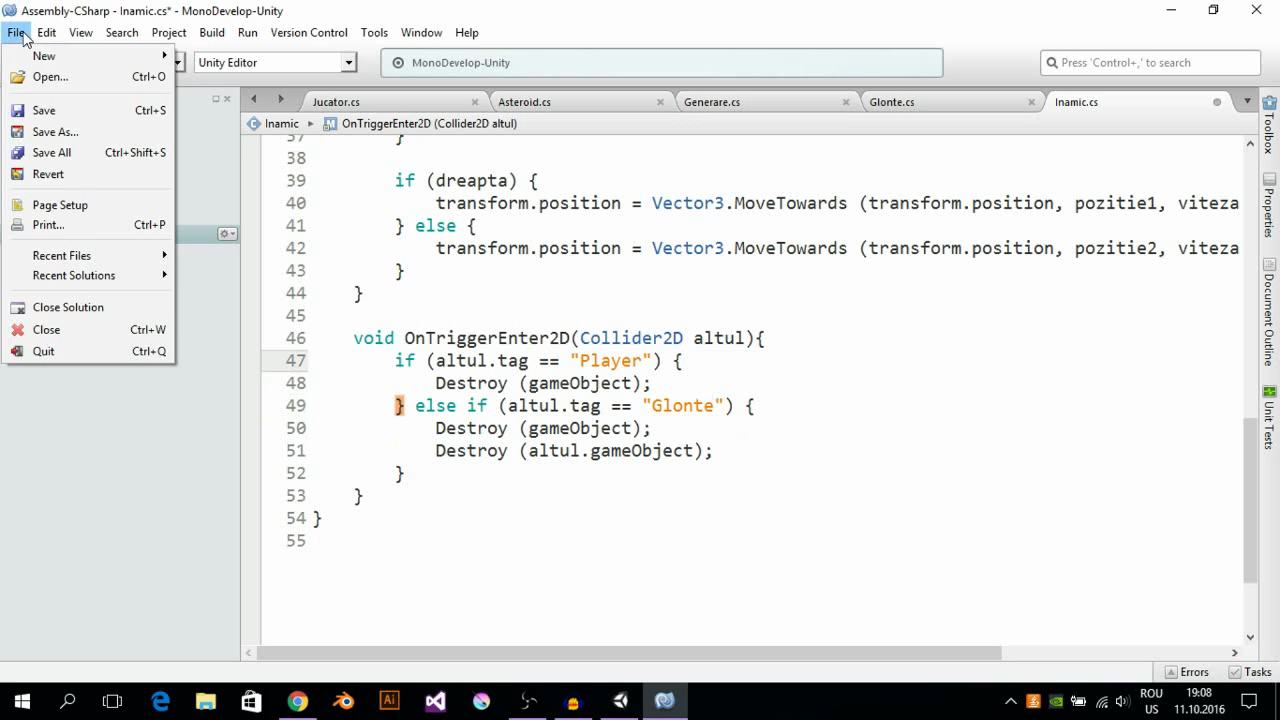 Assembly-CSharp - Inamic.cs* - MonoDevelop-Unity
File Edit View Search Project Build Run Version Control Tools Window Help
New
Open... Ctrl+O
Save Ctrl+S
Save As...
Save All Ctrl+Shift+S
Revert
Page Setup
Print... Ctrl+P
Recent Files
Recent Solutions
Close Solution
Close Ctrl+W
Quit Ctrl+Q
Unity Editor
MonoDevelop-Unity
Press 'Control+,' to search
Jucator.cs Asteroid.cs Generare.cs Glonte.cs Inamic.cs
Inamic OnTriggerEnter2D (Collider2D altul)
37 }
38
39 if (dreapta) {
40 transform.position = Vector3.MoveTowards (transform.position, pozitie1, viteza
41 } else {
42 transform.position = Vector3.MoveTowards (transform.position, pozitie2, viteza
43 }
44 }
45
46 void OnTriggerEnter2D(Collider2D altul){
47 if (altul.tag == "Player") {
48 Destroy (gameObject);
49 } else if (altul.tag == "Glonte") {
50 Destroy (gameObject);
51 Destroy (altul.gameObject);
52 }
53 }
54 }
55
Toolbox
Properties
Document Outline
Unit Tests
Errors Tasks
Ai
ROU
US
19:08
11.10.2016